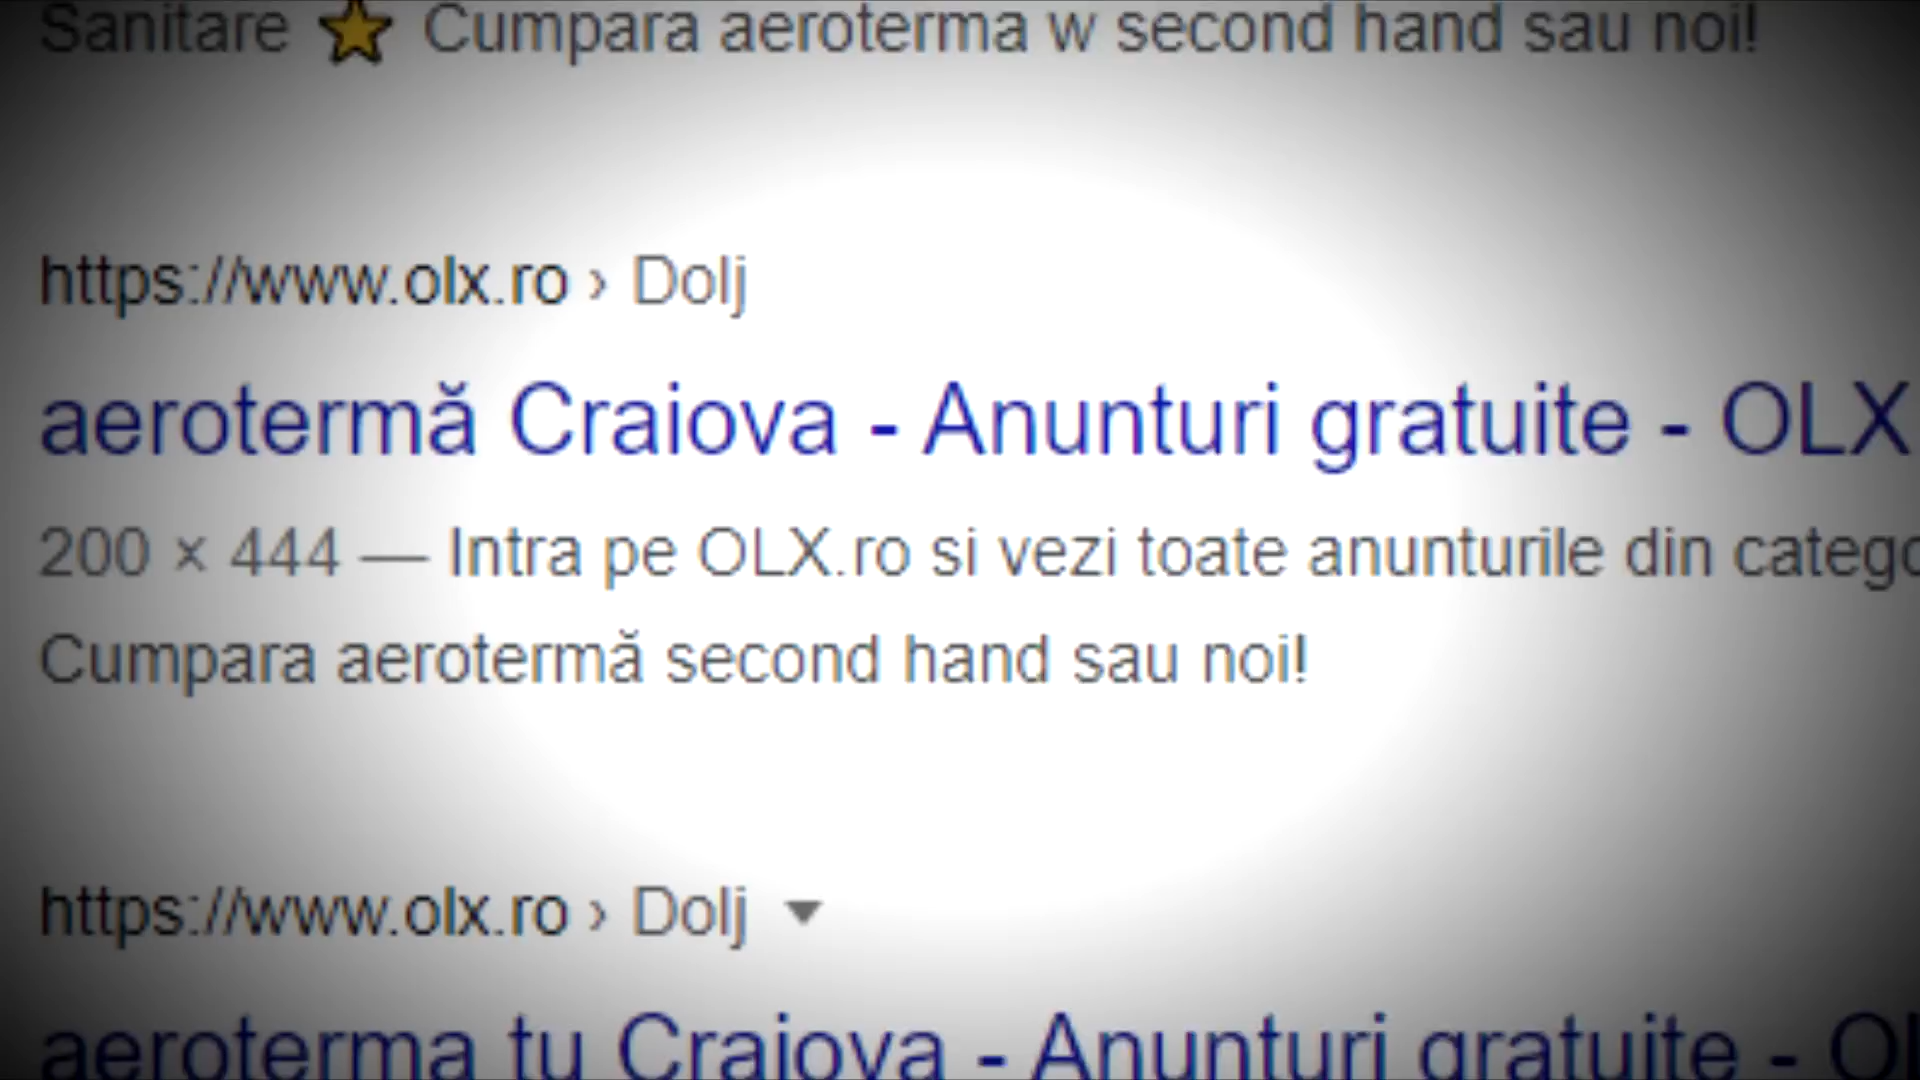 Sanitare ⭐ Cumpara aeroterma w second hand sau noi!
https://www.olx.ro › Dolj
aerotermă Craiova - Anunturi gratuite - OLX
200 × 444 — Intra pe OLX.ro si vezi toate anunturile din catego
Cumpara aerotermă second hand sau noi!
https://www.olx.ro › Dolj
aeroterma tu Craiova - Anunturi gratuite - OL